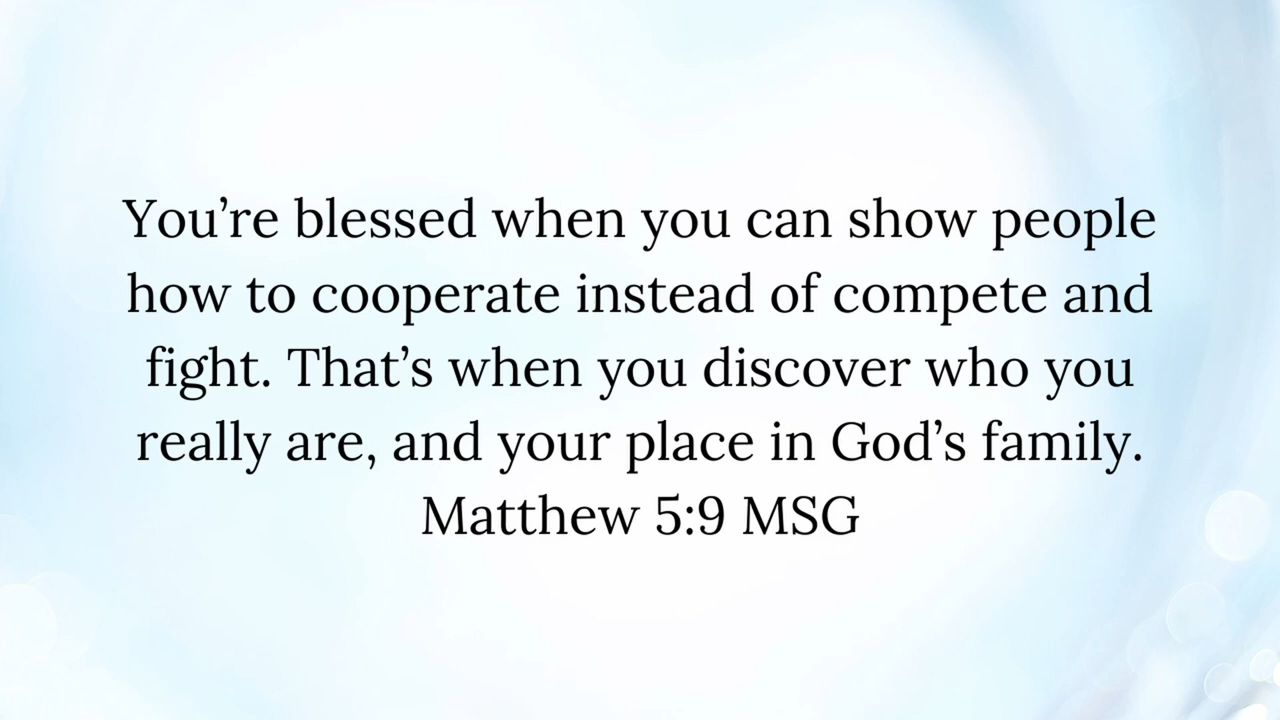 You’re blessed when you can show people
how to cooperate instead of compete and
fight. That’s when you discover who you
really are, and your place in God’s family.
Matthew 5:9 MSG